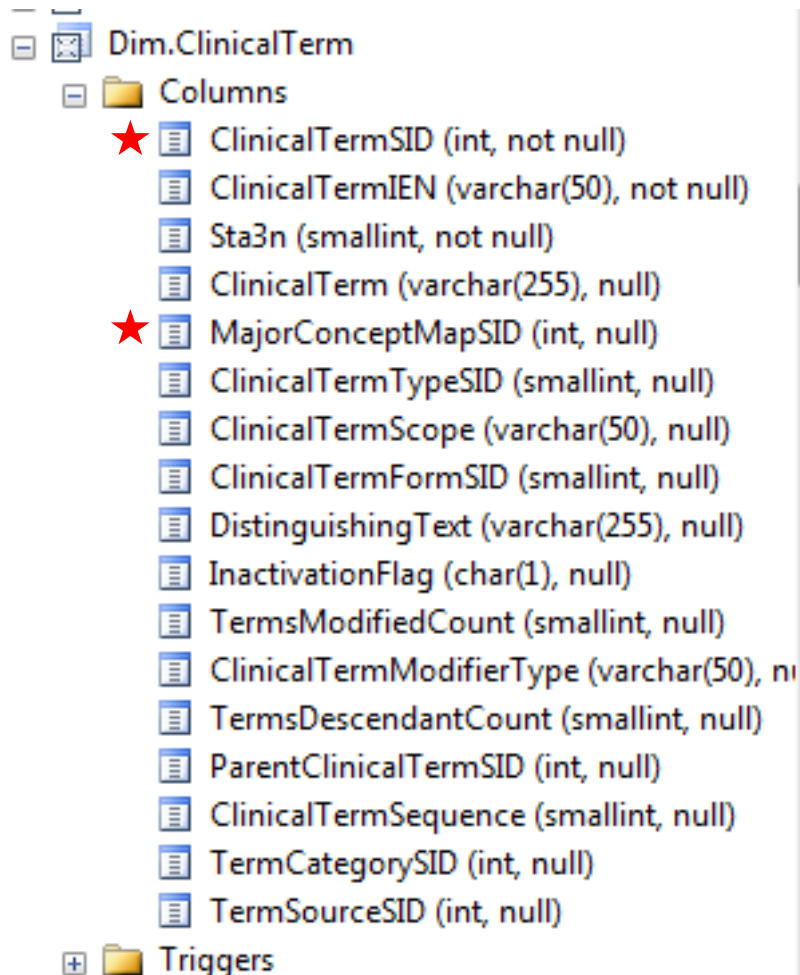 Dim.ClinicalTerm
Columns
ClinicalTermSID (int, not null)
ClinicalTermIEN (varchar(50), not null)
Sta3n (smallint, not null)
ClinicalTerm (varchar(255), null)
MajorConceptMapSID (int, null)
ClinicalTermTypeSID (smallint, null)
ClinicalTermScope (varchar(50), null)
ClinicalTermFormSID (smallint, null)
DistinguishingText (varchar(255), null)
InactivationFlag (char(1), null)
TermsModifiedCount (smallint, null)
ClinicalTermModifierType (varchar(50),
TermsDescendantCount (smallint, null)
ParentClinicalTermSID (int, null)
ClinicalTermSequence (smallint, null)
TermCategorySID (int, null)
TermSourceSID (int, null)
Triggers